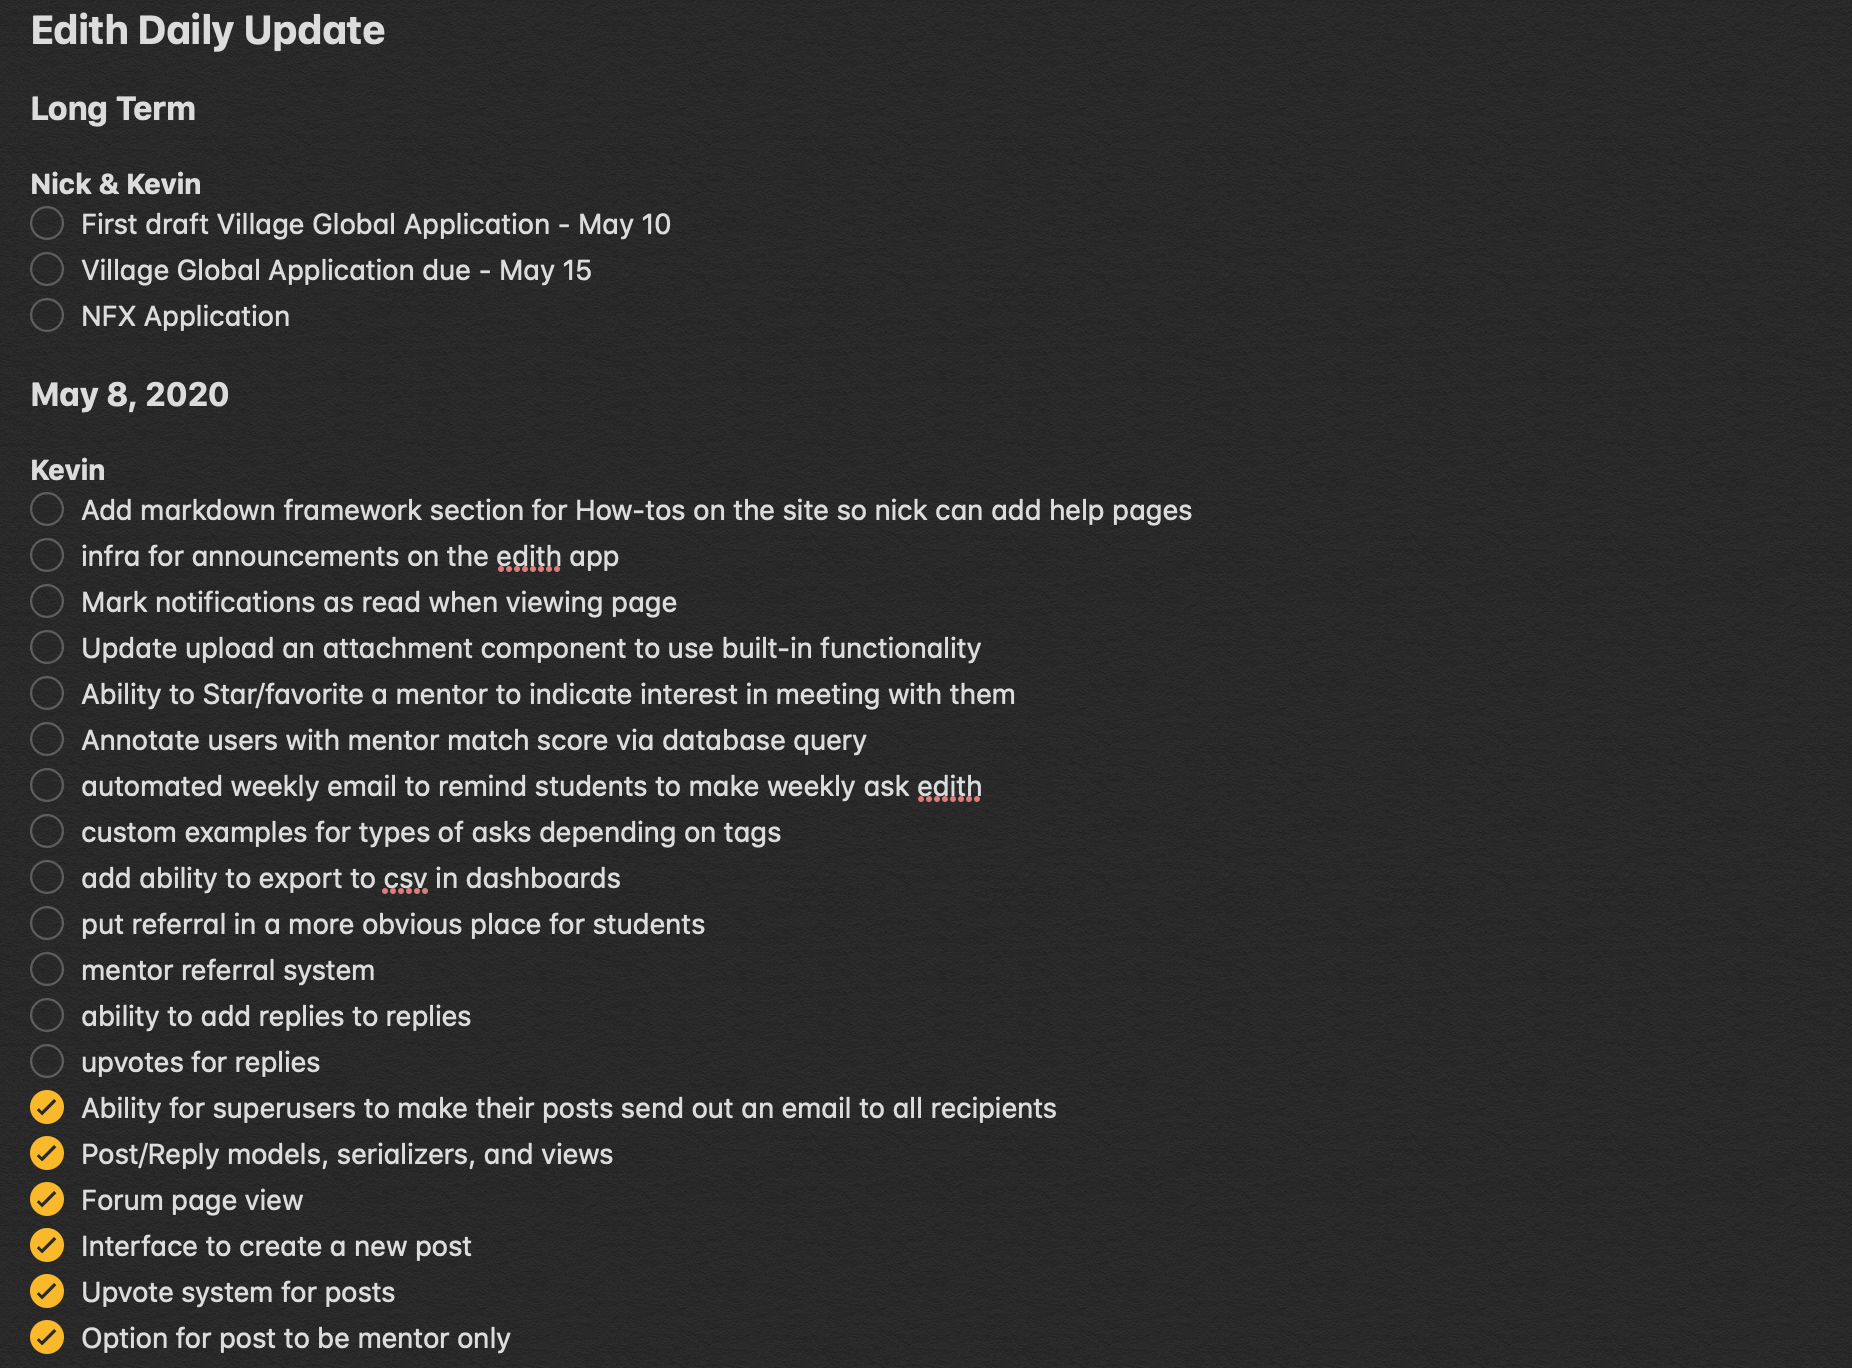 Edith Daily Update
Long Term
Nick & Kevin
First draft Village Global Application - May 10
Village Global Application due - May 15
NFX Application
May 8, 2020
Kevin
Add markdown framework section for How-tos on the site so nick can add help pages
infra for announcements on the edith app
Mark notifications as read when viewing page
Update upload an attachment component to use built-in functionality
Ability to Star/favorite a mentor to indicate interest in meeting with them
Annotate users with mentor match score via database query
automated weekly email to remind students to make weekly ask edith
custom examples for types of asks depending on tags
add ability to export to csv in dashboards
put referral in a more obvious place for students
mentor referral system
ability to add replies to replies
upvotes for replies
Ability for superusers to make their posts send out an email to all recipients
Post/Reply models, serializers, and views
Forum page view
Interface to create a new post
Upvote system for posts
Option for post to be mentor only